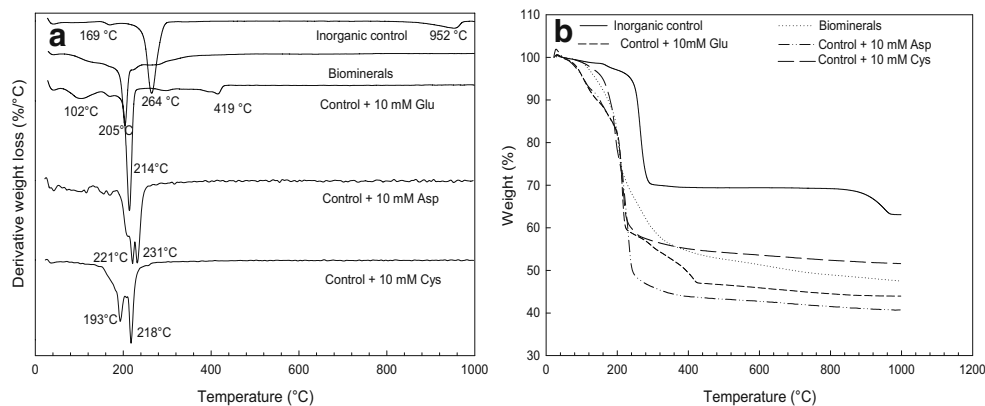 a
169 °C
Inorganic control
952 °C
Biominerals
264 °C
Control + 10 mM Glu
102°C
419 °C
205°C
214°C
Control + 10 mM Asp
221°C
231°C
Control + 10 mM Cys
193°C
218°C
Derivative weight loss (%/°C)
0 200 400 600 800 1000
Temperature (°C)
b
Inorganic control
Biominerals
Control + 10mM Glu
Control + 10 mM Asp
Control + 10 mM Cys
110
100
90
80
70
60
50
40
30
Weight (%)
0 200 400 600 800 1000 1200
Temperature (°C)